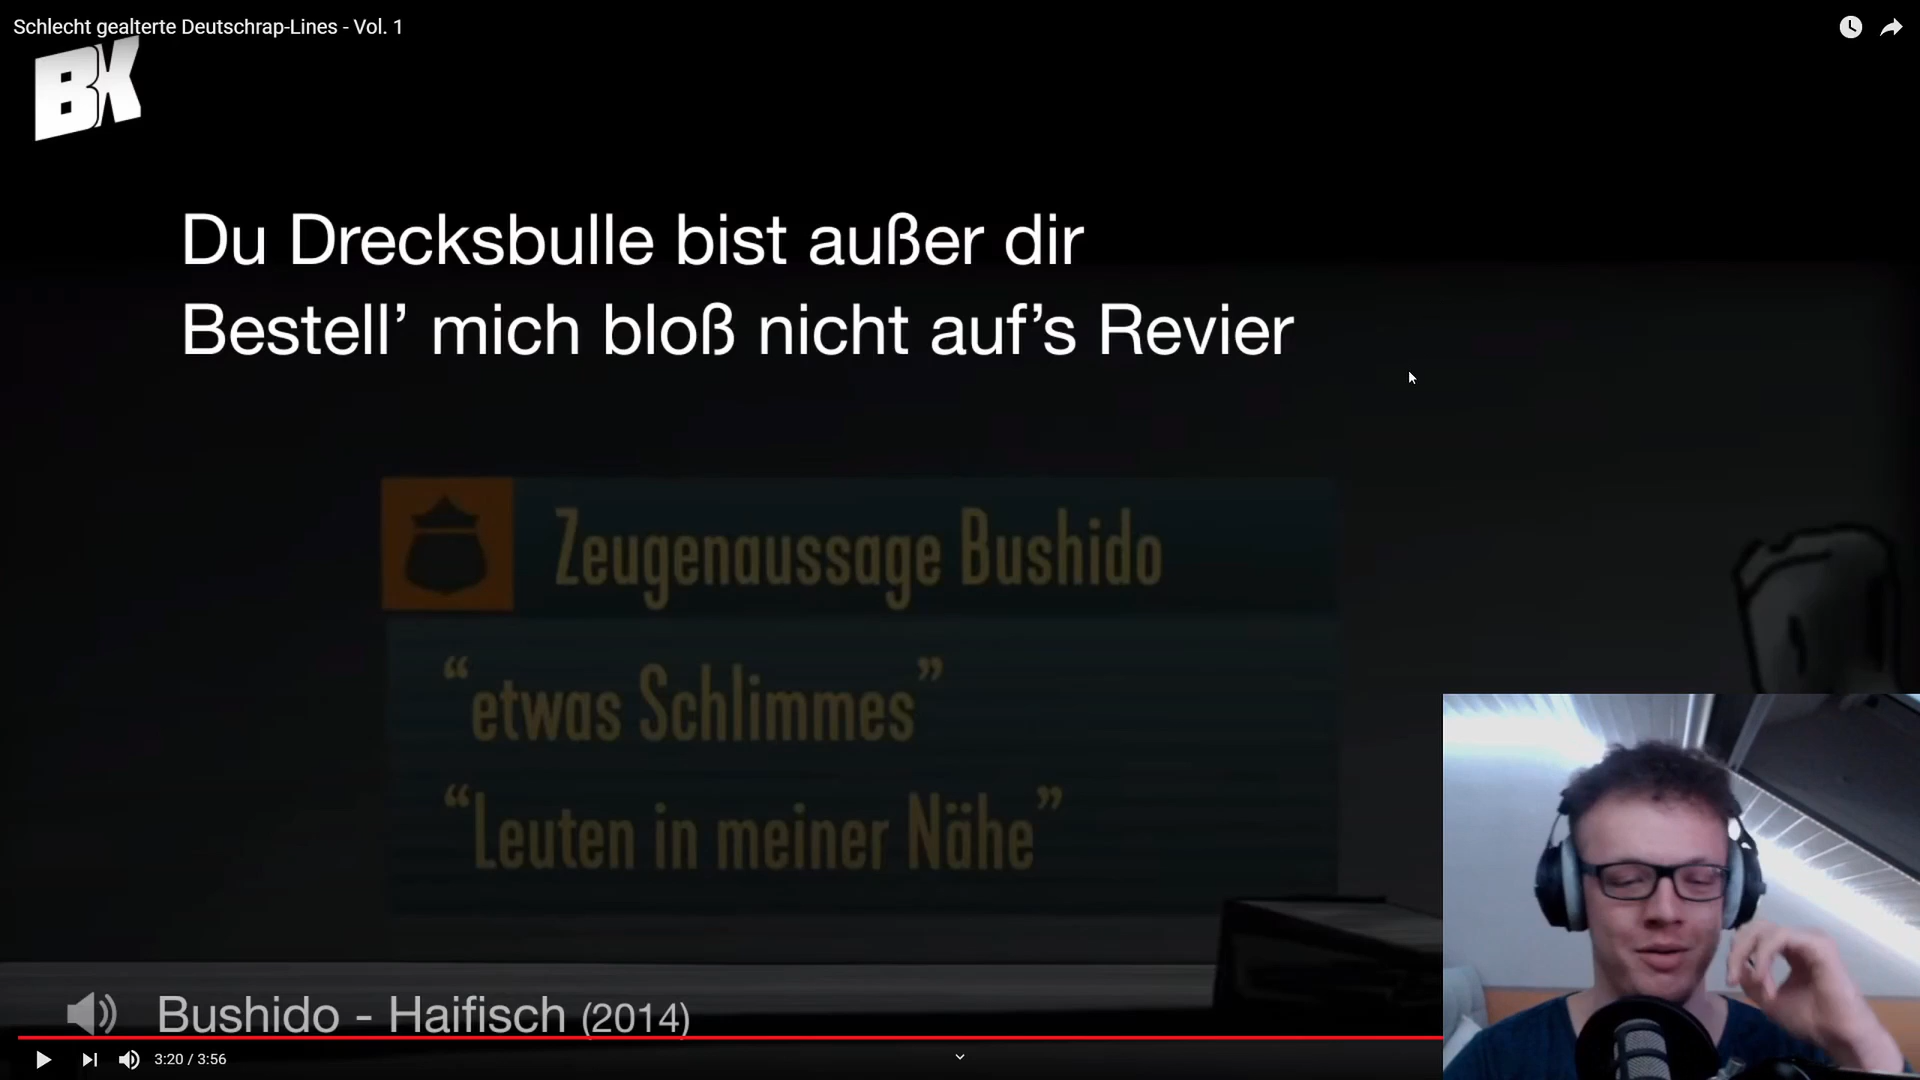 Schlecht gealterte Deutschrap-Lines - Vol. 1
BK
Du Drecksbulle bist außer dir
Bestell’ mich bloß nicht auf’s Revier
Zeugenaussage Bushido
“etwas Schlimmes”
“Leuten in meiner Nähe”
Bushido - Haifisch (2014)
3:20 / 3:56